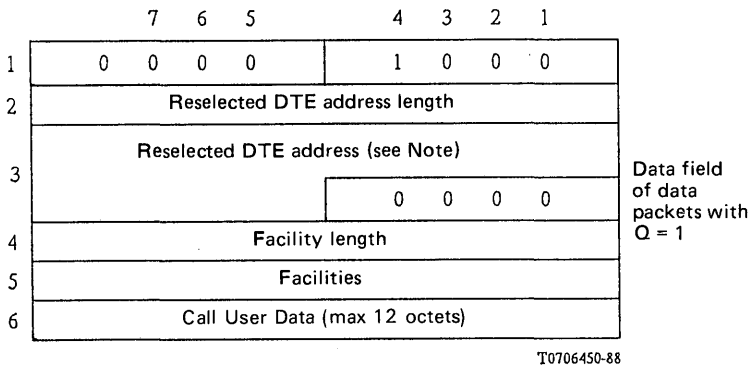 7 6 5 4 3 2 1
1 0 0 0 0 1 0 0 0
2 Reselected DTE address length
Reselected DTE address (see Note)
3
0 0 0 0
4 Facility length
5 Facilities
6 Call User Data (max 12 octets)
Data field
of data
packets with
Q = 1
T0706450-88